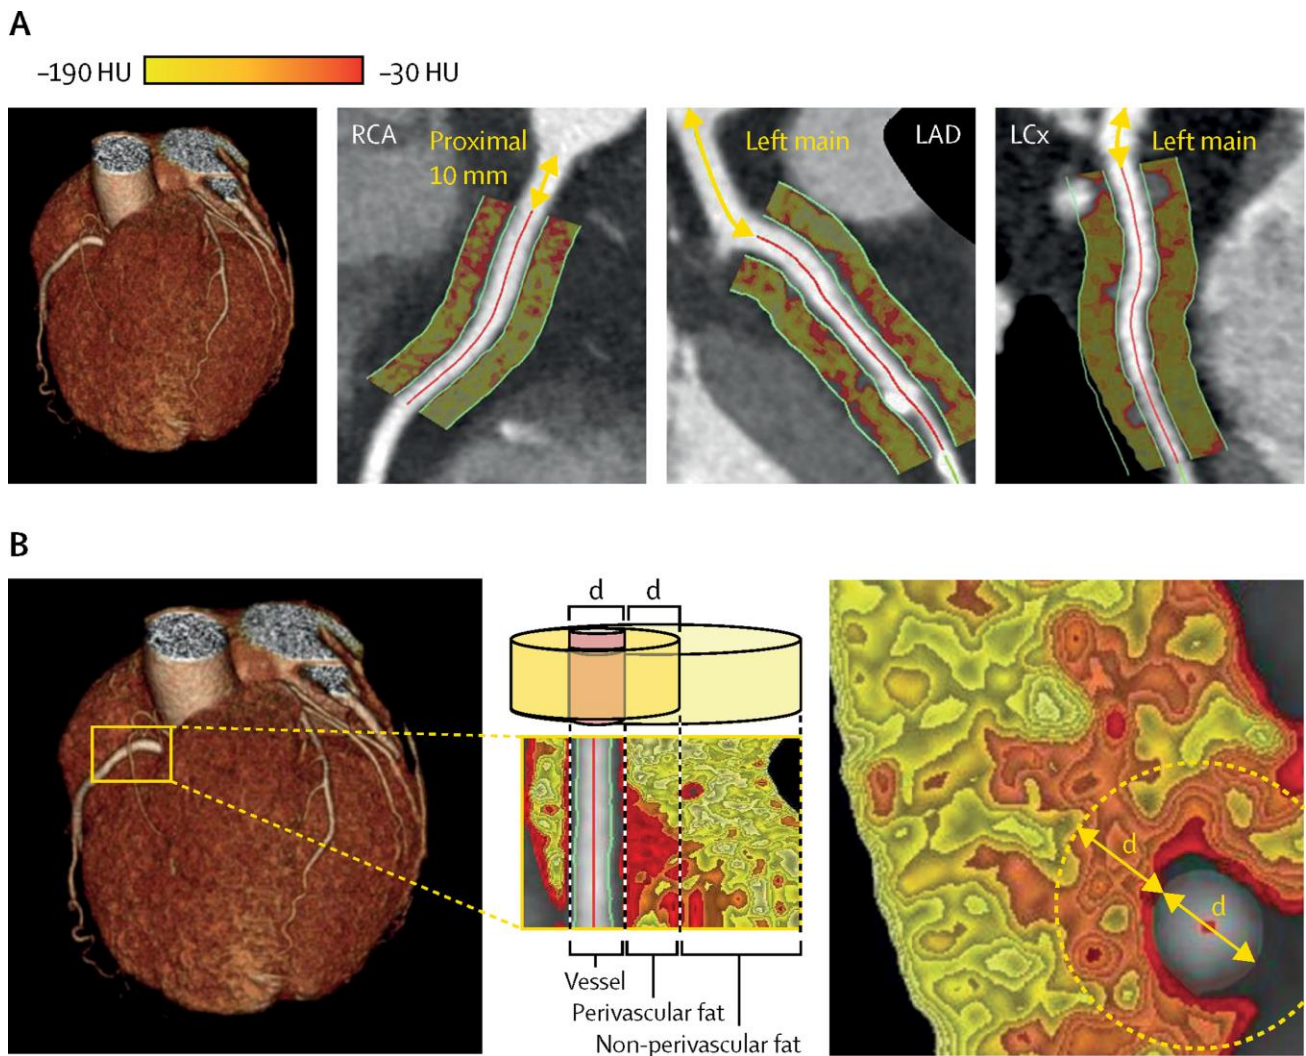 A
–190 HU
–30 HU
RCA
Proximal
10 mm
Left main
LAD
LCx
Left main
B
d
d
Vessel
Perivascular fat
Non-perivascular fat
d
d